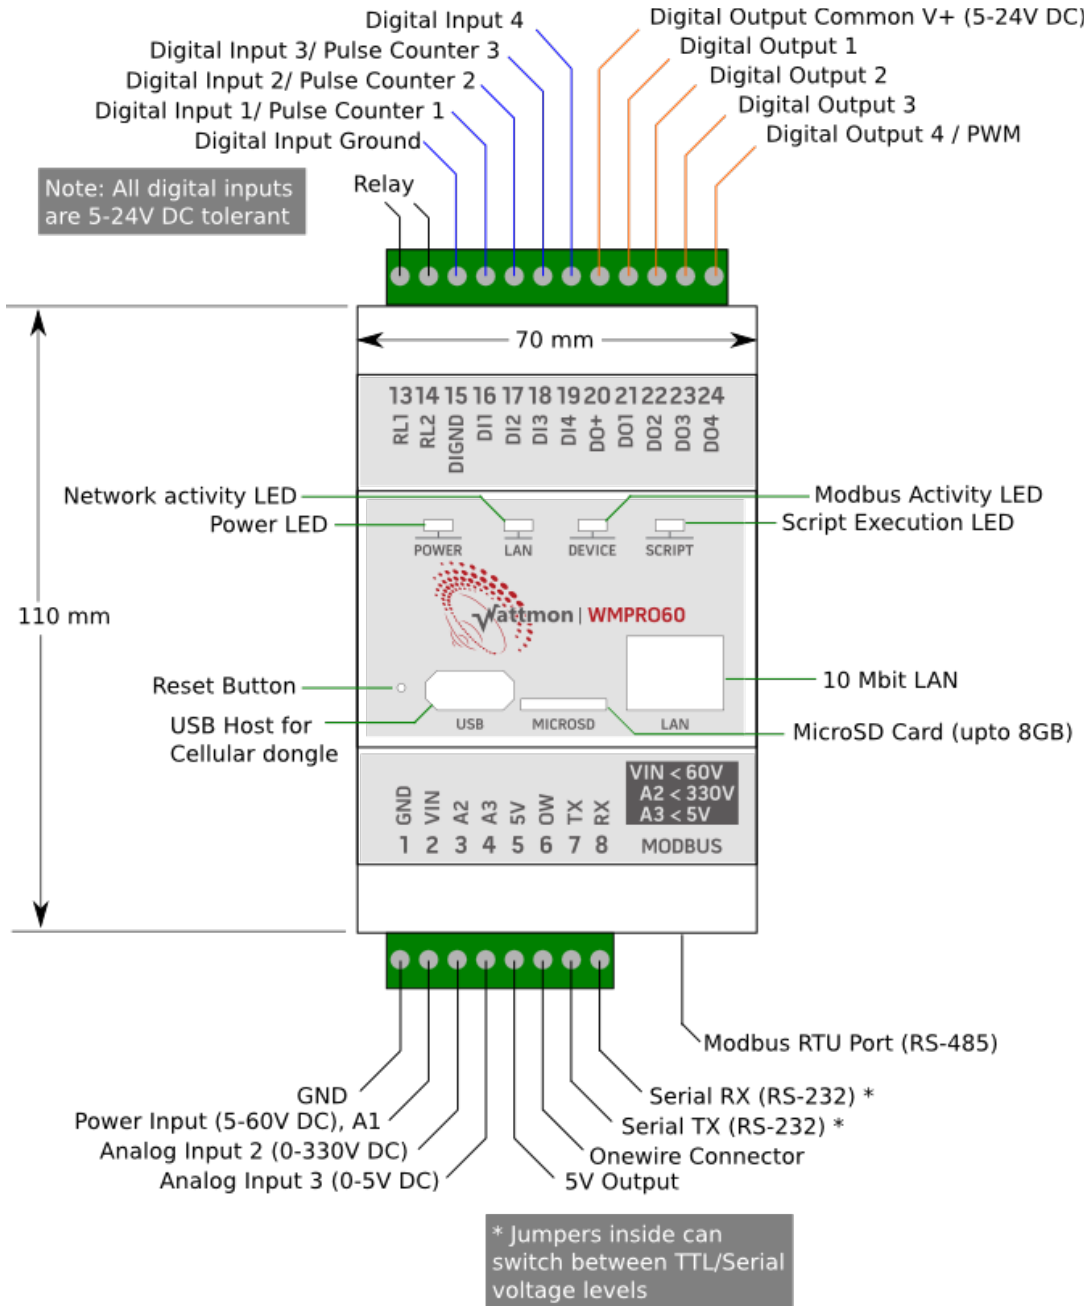 Digital Input 4
Digital Output Common V+ (5-24V DC)
Digital Input 3/ Pulse Counter 3
Digital Output 1
Digital Input 2/ Pulse Counter 2
Digital Output 2
Digital Input 1/ Pulse Counter 1
Digital Output 3
Digital Input Ground
Digital Output 4 / PWM
Note: All digital inputs
are 5-24V DC tolerant
Relay
70 mm
13 14 15 16 17 18 19 20 21 22 23 24
RL1 RL2 DIGND DI1 DI2 DI3 DI4 DO+ DO1 DO2 DO3 DO4
Network activity LED
Modbus Activity LED
Power LED
Script Execution LED
POWER LAN DEVICE SCRIPT
110 mm
Wattmon | WMPRO60
Reset Button
10 Mbit LAN
USB Host for
Cellular dongle
USB MICROSD LAN
MicroSD Card (upto 8GB)
VIN < 60V
A2 < 330V
A3 < 5V
GND VIN A2 A3 5V OW TX RX
1 2 3 4 5 6 7 8 MODBUS
Modbus RTU Port (RS-485)
GND
Serial RX (RS-232) *
Power Input (5-60V DC), A1
Serial TX (RS-232) *
Analog Input 2 (0-330V DC)
Onewire Connector
Analog Input 3 (0-5V DC)
5V Output
* Jumpers inside can
switch between TTL/Serial
voltage levels